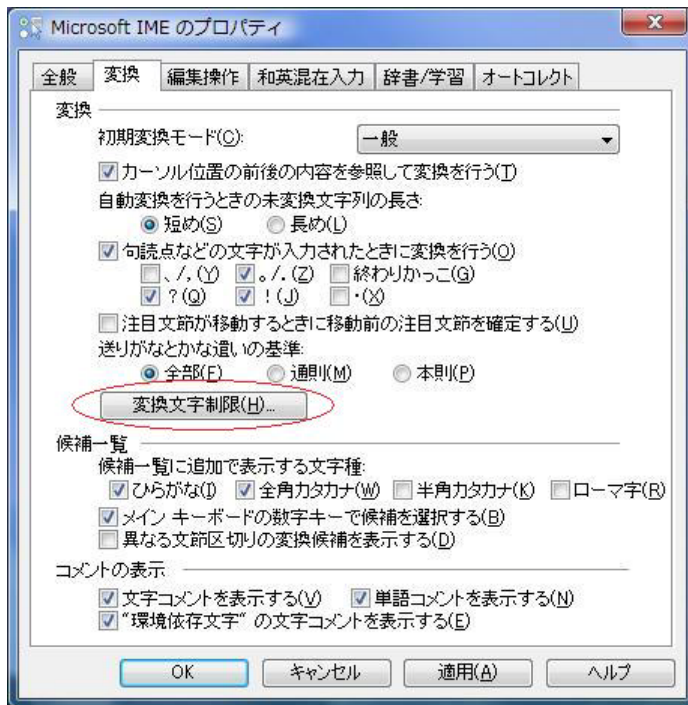 Microsoft IME のプロパティ
全般 変換 編集操作 和英混在入力 辞書/学習 オートコレクト
変換
初期変換モード(C): 一般
カーソル位置の前後の内容を参照して変換を行う(T)
自動変換を行うときの未変換文字列の長さ:
短め(S) 長め(L)
句読点などの文字が入力されたときに変換を行う(O)
、/,(Y) 。/.(Z) 終わりかっこ(G)
?(Q) !(J) ・(X)
注目文節が移動するときに移動前の注目文節を確定する(U)
送りがなとかな遣いの基準:
全部(F) 通則(M) 本則(P)
変換文字制限(H)...
候補一覧
候補一覧に追加で表示する文字種:
ひらがな(I) 全角カタカナ(W) 半角カタカナ(K) ローマ字(R)
メイン キーボードの数字キーで候補を選択する(B)
異なる文節区切りの変換候補を表示する(D)
コメントの表示
文字コメントを表示する(V) 単語コメントを表示する(N)
"環境依存文字" の文字コメントを表示する(E)
OK キャンセル 適用(A) ヘルプ